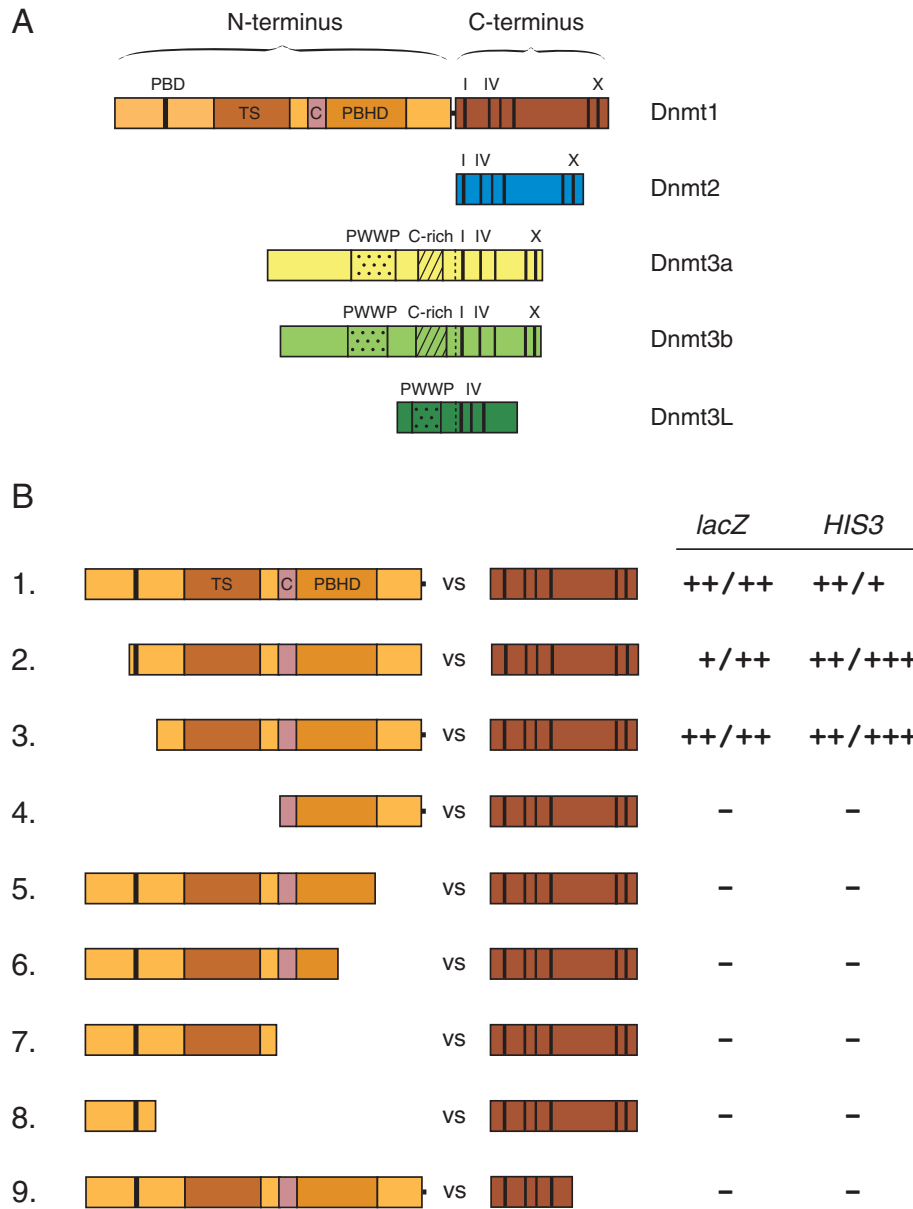 A
N-terminus C-terminus
PBD I IV X
TS C PBHD Dnmt1
I IV X
Dnmt2
PWWP C-rich I IV X
Dnmt3a
PWWP C-rich I IV X
Dnmt3b
PWWP IV
Dnmt3L
B
lacZ HIS3
1. TS C PBHD vs ++/++ ++/+
2. vs +/++ ++/+++
3. vs ++/++ ++/+++
4. vs – –
5. vs – –
6. vs – –
7. vs – –
8. vs – –
9. vs – –